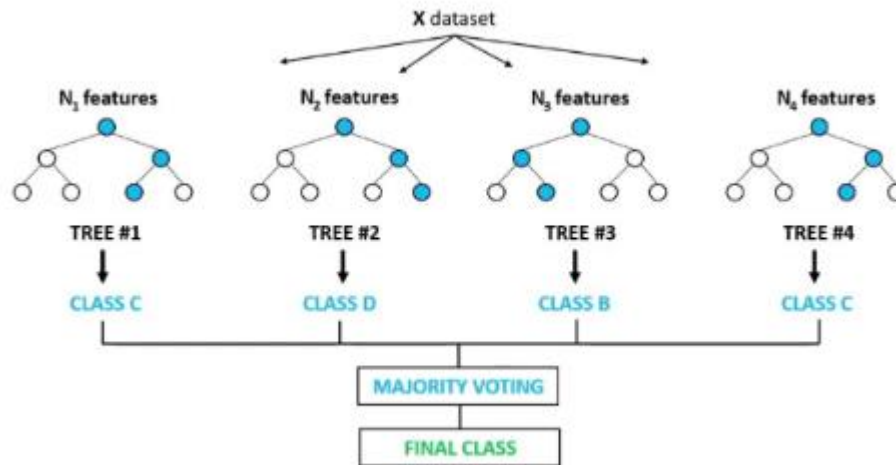 X dataset
N₁ features N₂ features N₃ features N₄ features
TREE #1 TREE #2 TREE #3 TREE #4
CLASS C CLASS D CLASS B CLASS C
MAJORITY VOTING
FINAL CLASS